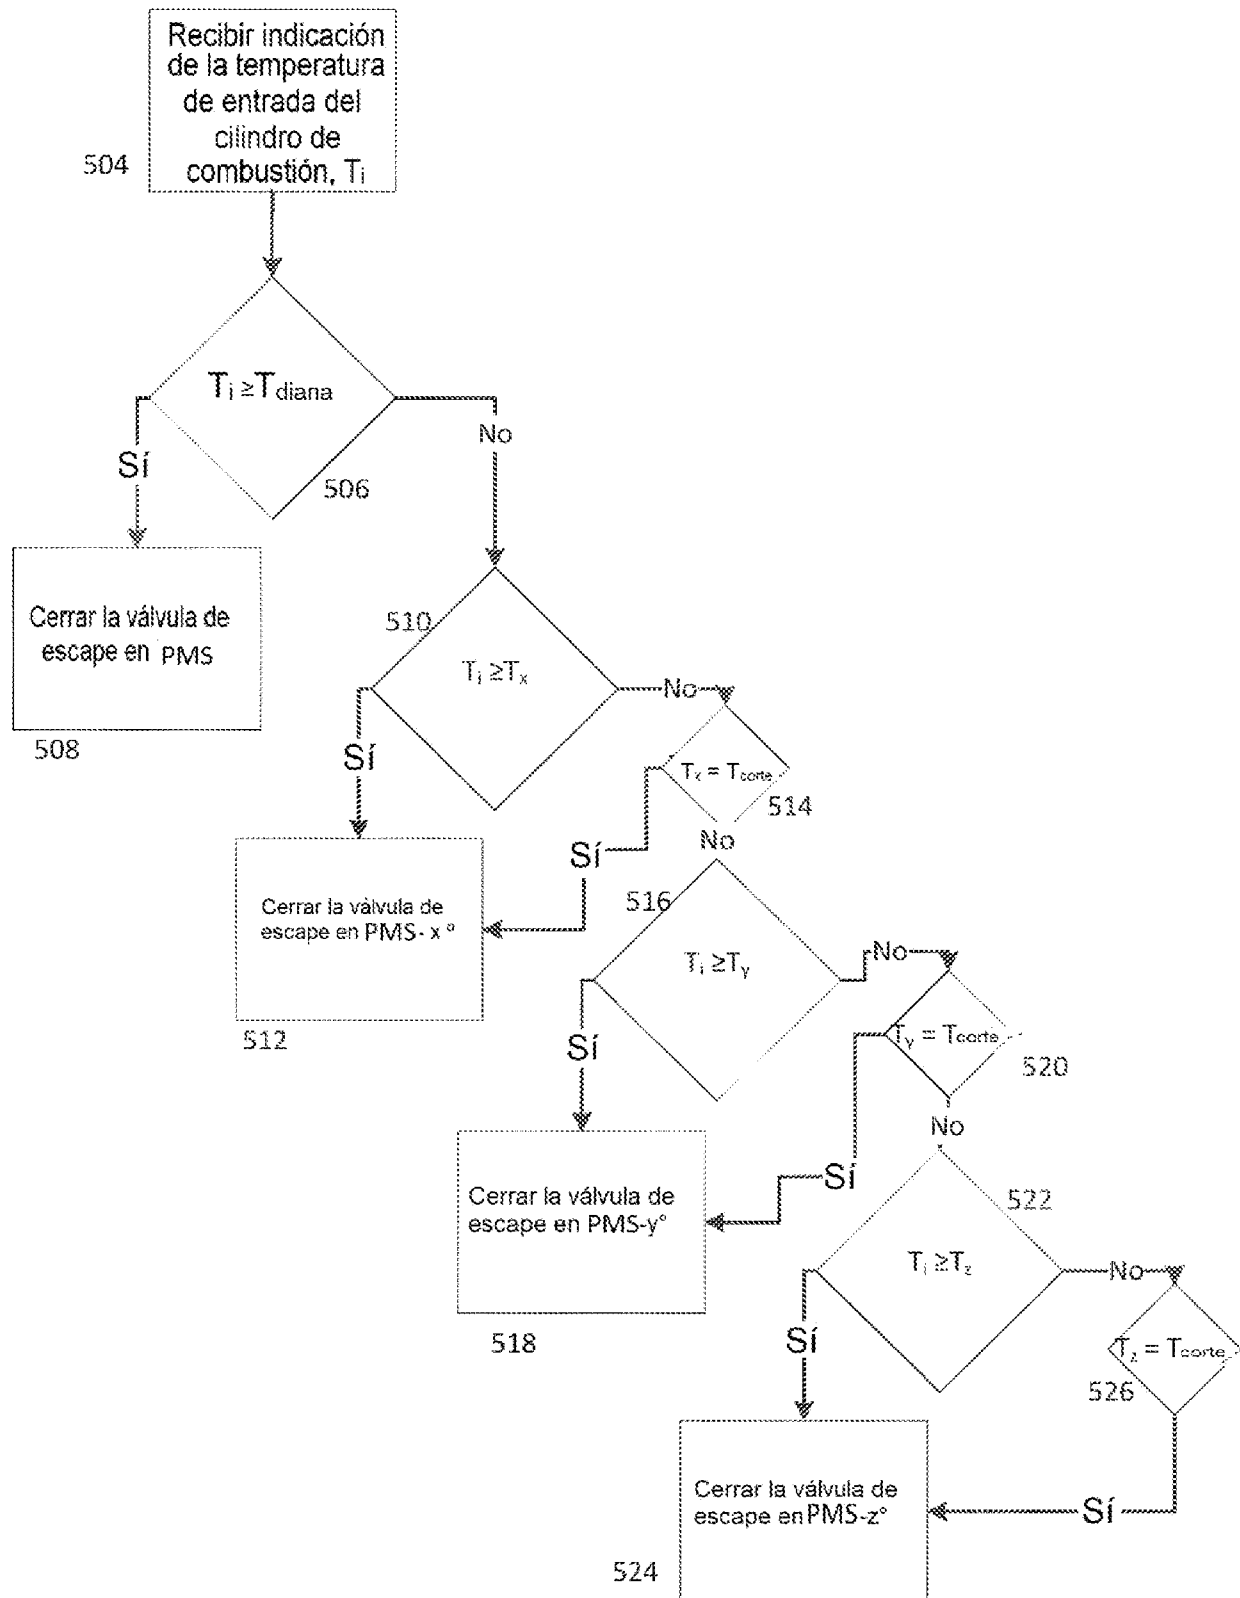 Recibir indicación
de la temperatura
de entrada del
cilindro de
combustión, Ti
504
Ti ≥Tdiana
Sí
No
506
Cerrar la válvula de
escape en PMS
508
510
Ti ≥Tx
No
Sí
Tx = Tcorte
514
No
Sí
Cerrar la válvula de
escape en PMS- x °
512
516
Ti ≥Ty
No
Sí
Ty = Tcorte
520
No
Sí
Cerrar la válvula de
escape en PMS-y°
518
522
Ti ≥Tz
No
Sí
Tz = Tcorte
526
Cerrar la válvula de
escape en PMS-z°
Sí
524